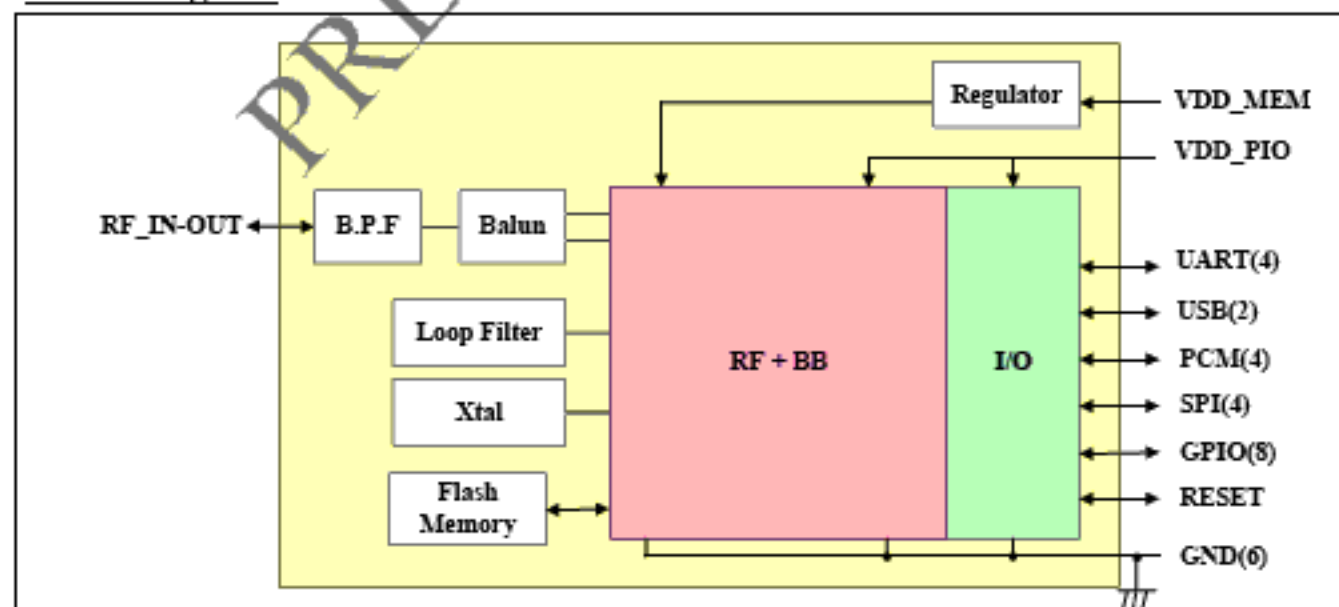 PRE
Regulator
VDD_MEM
VDD_PIO
RF_IN-OUT
B.P.F
Balun
UART(4)
Loop Filter
USB(2)
RF + BB
I/O
PCM(4)
Xtal
SPI(4)
GPIO(8)
Flash
Memory
RESET
GND(6)